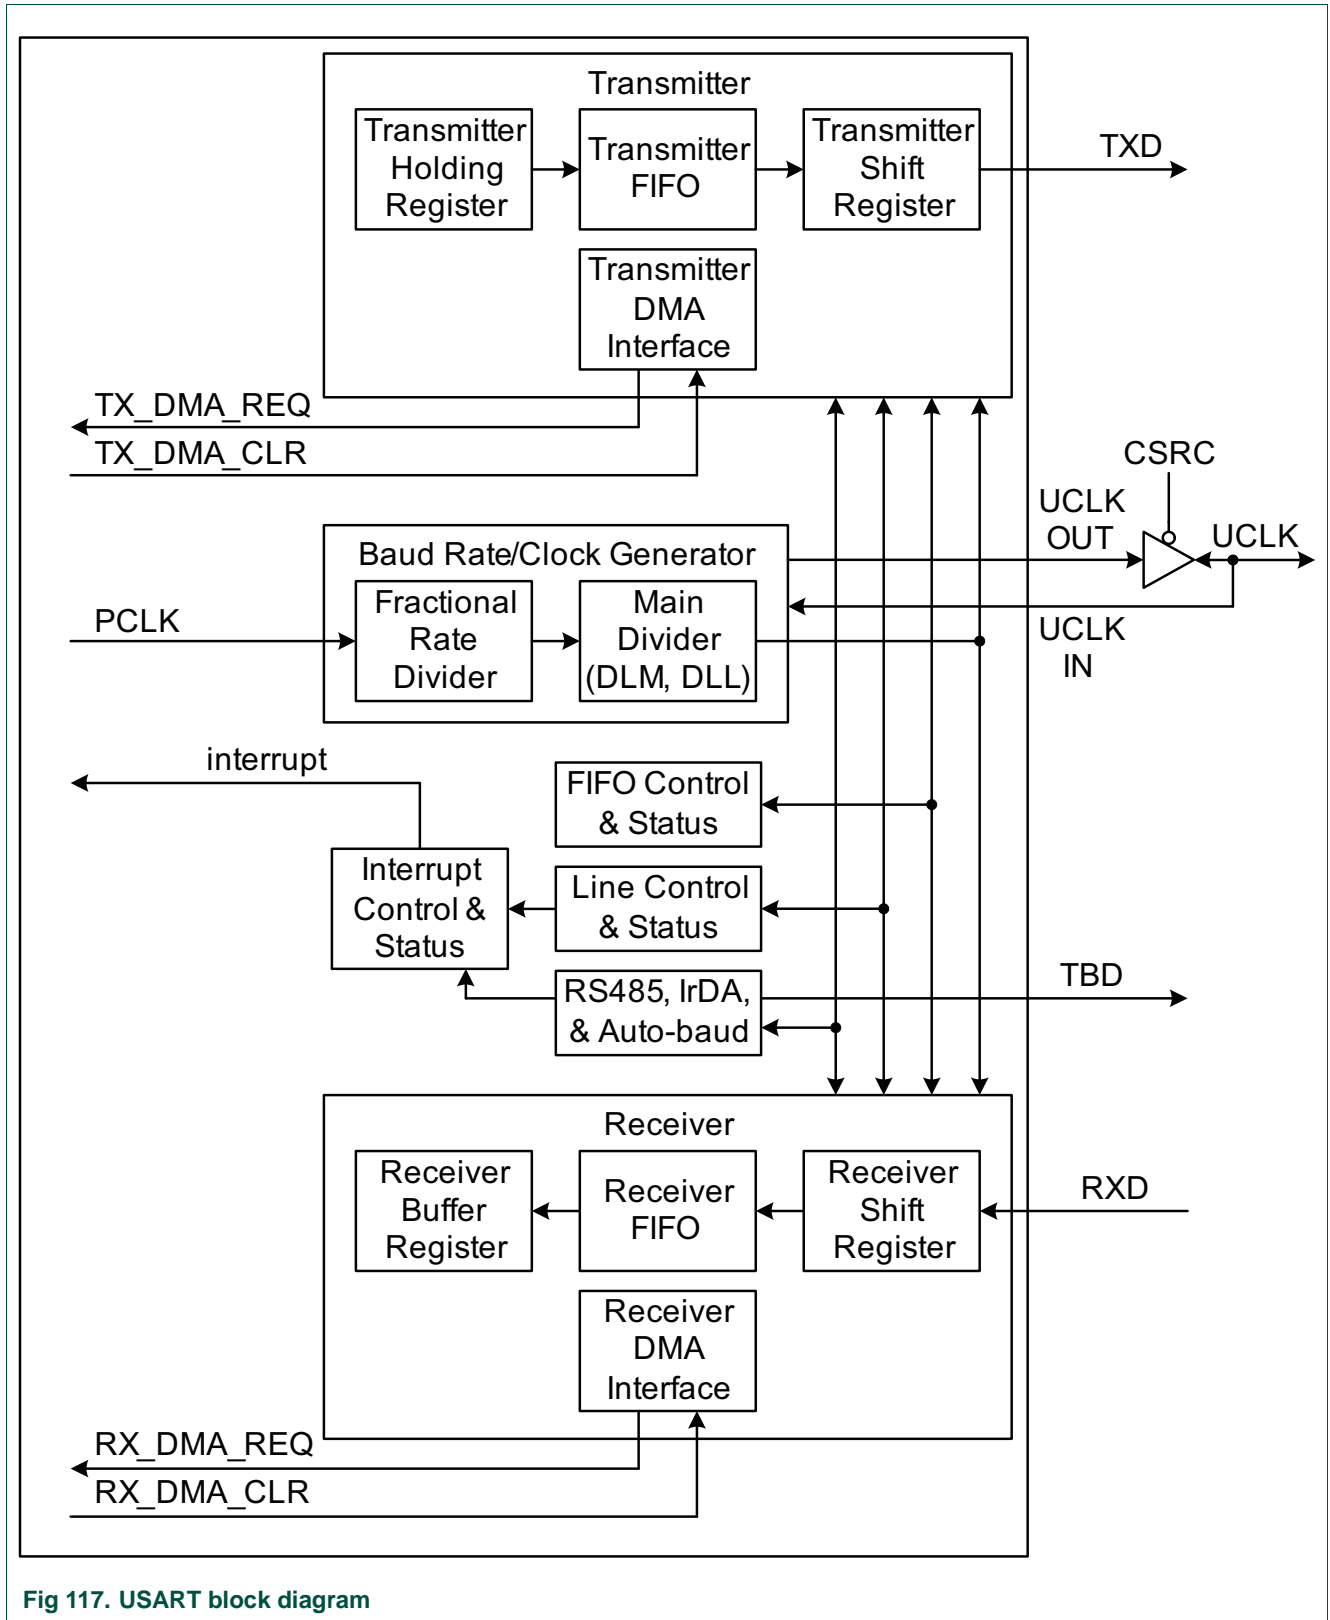 Transmitter
Transmitter
Holding
Register
Transmitter
FIFO
Transmitter
Shift
Register
TXD
Transmitter
DMA
Interface
TX_DMA_REQ
TX_DMA_CLR
CSRC
UCLK
OUT
UCLK
Baud Rate/Clock Generator
PCLK
Fractional
Rate
Divider
Main
Divider
(DLM, DLL)
UCLK
IN
interrupt
FIFO Control
& Status
Interrupt
Control &
Status
Line Control
& Status
RS485, IrDA,
& Auto-baud
TBD
Receiver
Receiver
Buffer
Register
Receiver
FIFO
Receiver
Shift
Register
RXD
Receiver
DMA
Interface
RX_DMA_REQ
RX_DMA_CLR
Fig 117. USART block diagram